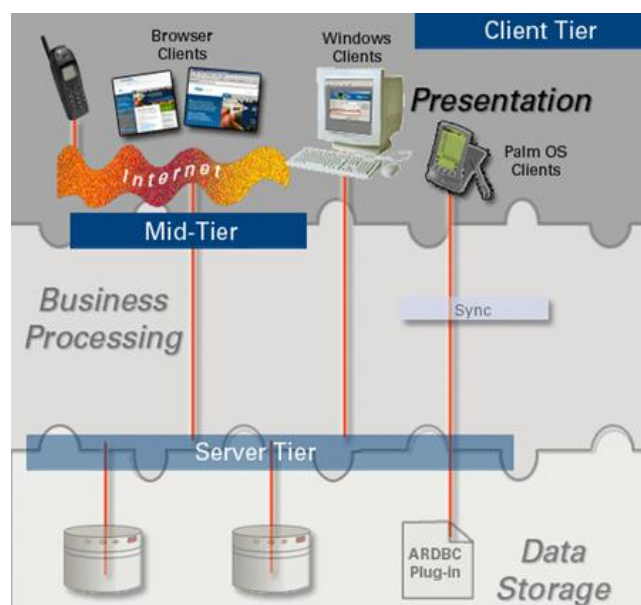 Client Tier
Browser
Clients
Windows
Clients
Presentation
Palm OS
Clients
Internet
Mid-Tier
Business
Processing
Sync
Server Tier
ARDBC
Plug-in
Data
Storage